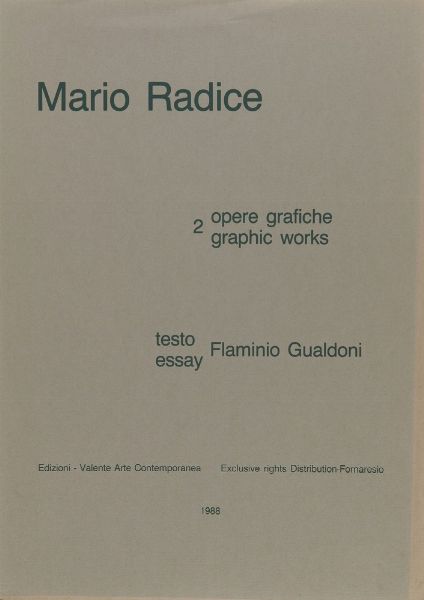 Mario Radice
2 opere grafiche
graphic works
testo
essay Flaminio Gualdoni
Edizioni - Valente Arte Contemporanea Exclusive rights Distribution-Fornaresio
1988